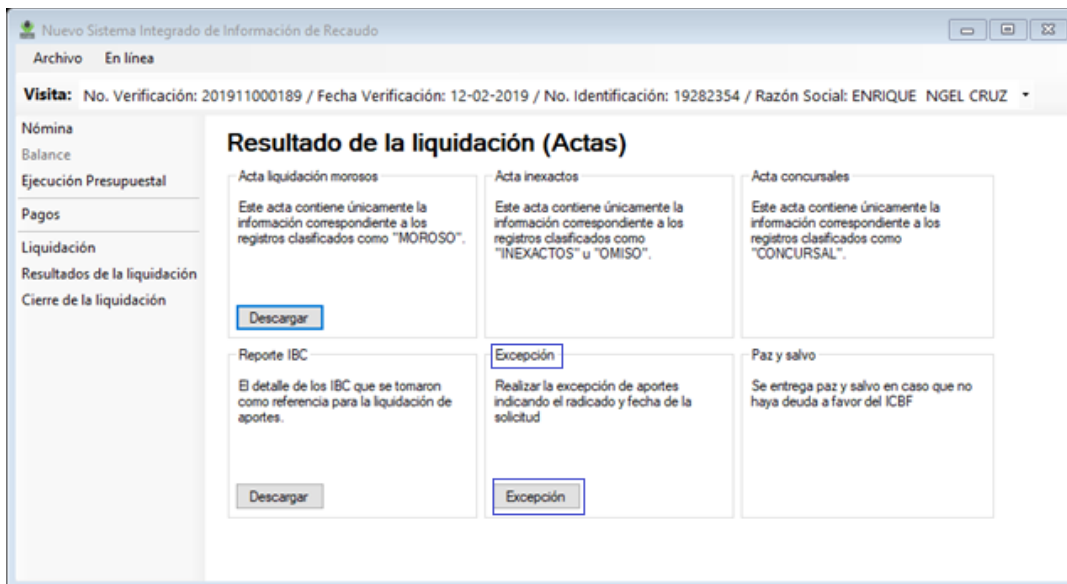 Nuevo Sistema Integrado de Información de Recaudo
Archivo En línea
Visita: No. Verificación: 201911000189 / Fecha Verificación: 12-02-2019 / No. Identificación: 19282354 / Razón Social: ENRIQUE NGEL CRUZ
Nómina
Balance
Ejecución Presupuestal
Pagos
Liquidación
Resultados de la liquidación
Cierre de la liquidación
Resultado de la liquidación (Actas)
Acta liquidación morosos
Este acta contiene únicamente la
información correspondiente a los
registros clasificados como "MOROSO".
Descargar
Acta inexactos
Este acta contiene únicamente la
información correspondiente a los
registros clasificados como
"INEXACTOS" u "OMISO".
Acta concursales
Este acta contiene únicamente la
información correspondiente a los
registros clasificados como
"CONCURSAL".
Reporte IBC
El detalle de los IBC que se tomaron
como referencia para la liquidación de
aportes.
Descargar
Excepción
Realizar la excepción de aportes
indicando el radicado y fecha de la
solicitud
Excepción
Paz y salvo
Se entrega paz y salvo en caso que no
haya deuda a favor del ICBF